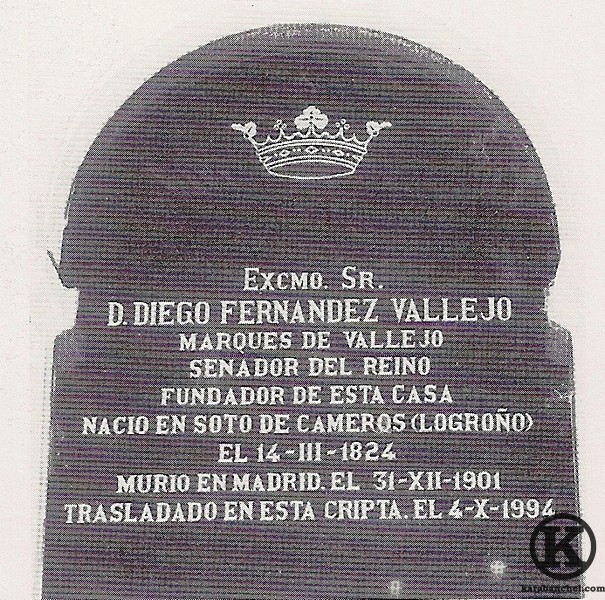 EXCMO. SR.
D. DIEGO FERNANDEZ VALLEJO
MARQUES DE VALLEJO
SENADOR DEL REINO
FUNDADOR DE ESTA CASA
NACIO EN SOTO DE CAMEROS (LOGROÑO)
EL 14-III-1824
MURIO EN MADRID. EL 31-XII-1901
TRASLADADO EN ESTA CRIPTA. EL 4-X-1994
K
karabanchel.com